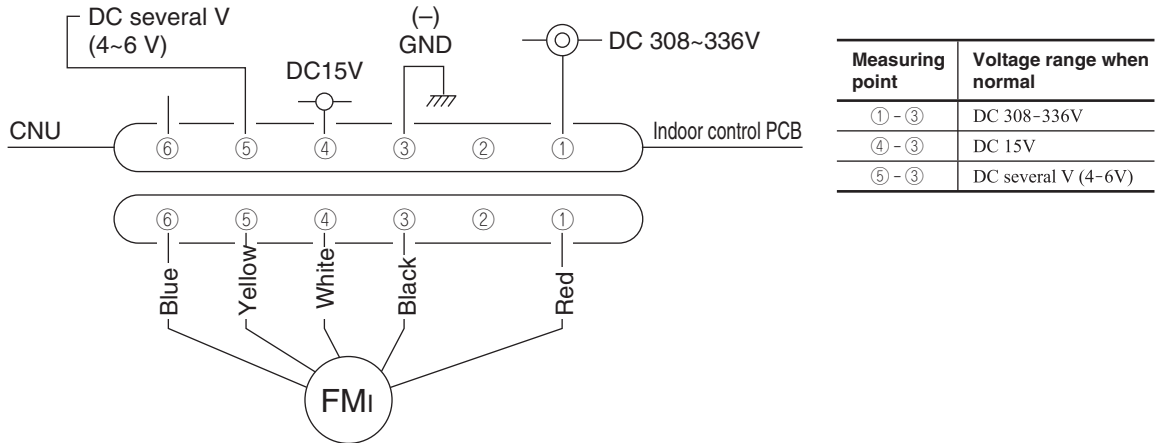 DC several V
(4~6 V)
(–)
GND
DC15V
DC 308~336V
CNU
⑥ ⑤ ④ ③ ② ①
Indoor control PCB
⑥ ⑤ ④ ③ ② ①
Blue
Yellow
White
Black
Red
FMI
Measuring point
Voltage range when normal
①－③ DC 308−336V
④－③ DC 15V
⑤－③ DC several V (4−6V)